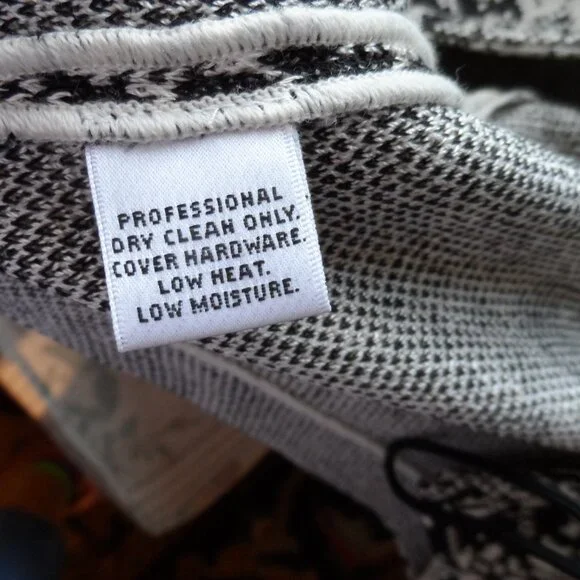 PROFESSIONAL
DRY CLEAN ONLY.
COVER HARDWARE.
LOW HEAT.
LOW MOISTURE.